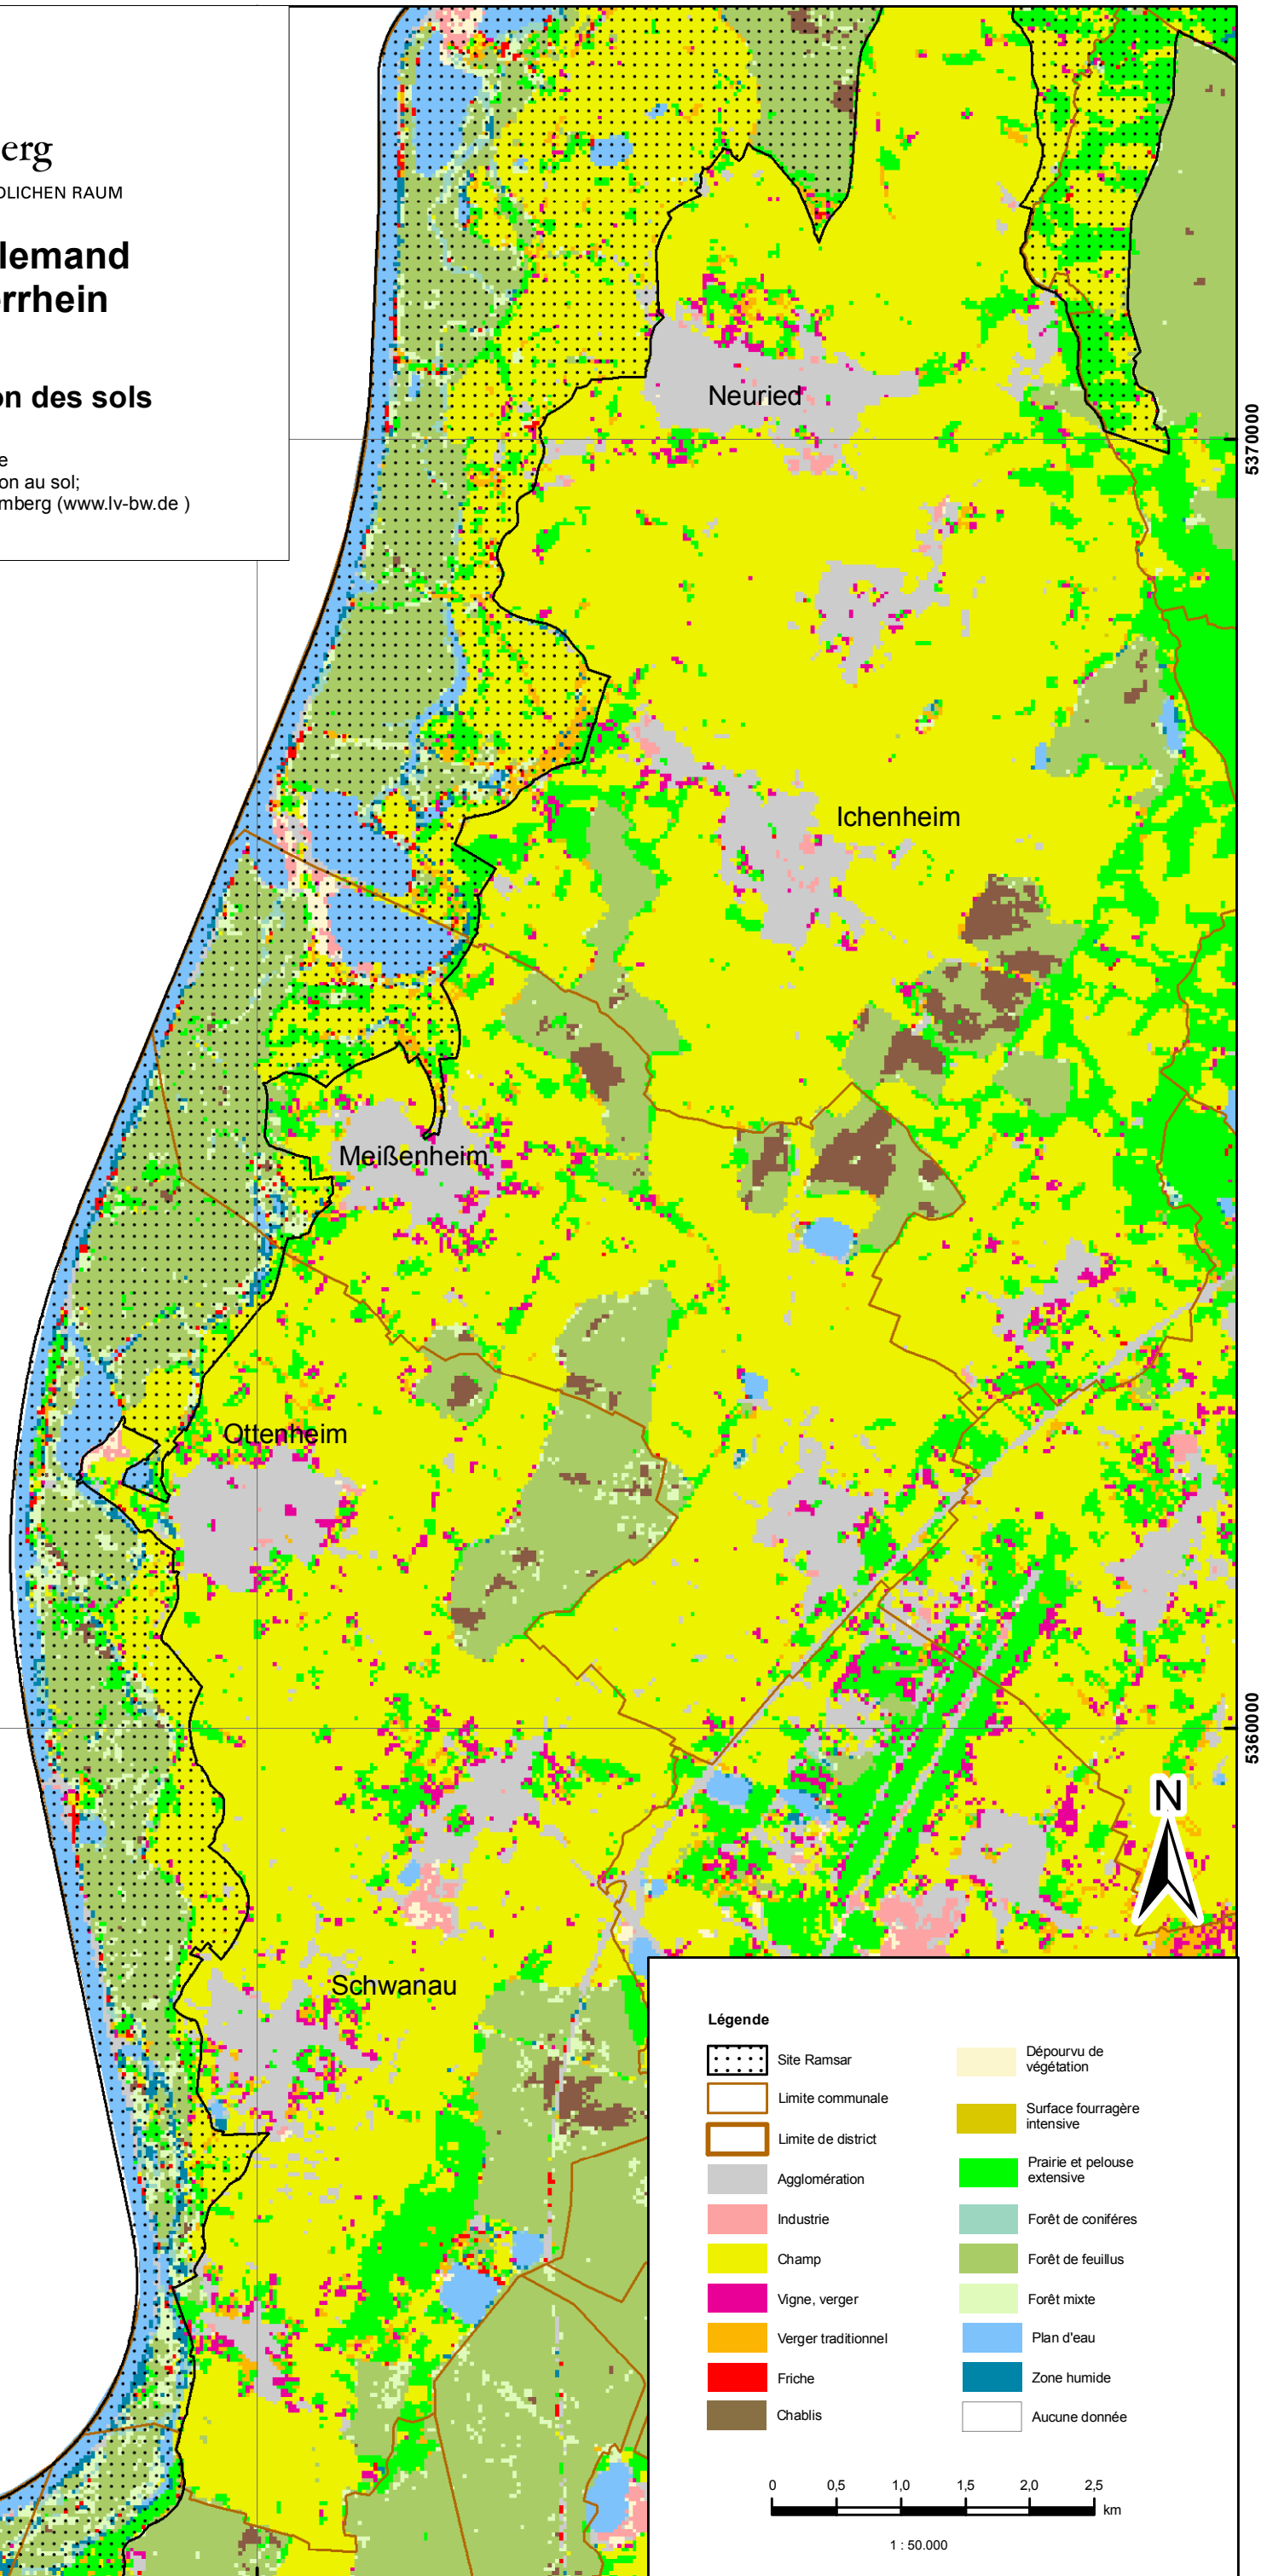 erg
DLICHEN RAUM
lemand
rrhein
on des sols
e
on au sol;
mberg (www.lv-bw.de )
Neuried
5370000
Ichenheim
Meißenheim
Ottenheim
5360000
N
Schwanau
Légende
Site Ramsar
Limite communale
Limite de district
Agglomération
Industrie
Champ
Vigne, verger
Verger traditionnel
Friche
Chablis
Dépourvu de
végétation
Surface fourragère
intensive
Prairie et pelouse
extensive
Forêt de coniféres
Forêt de feuillus
Forêt mixte
Plan d'eau
Zone humide
Aucune donnée
0 0,5 1,0 1,5 2,0 2,5
km
1 : 50.000